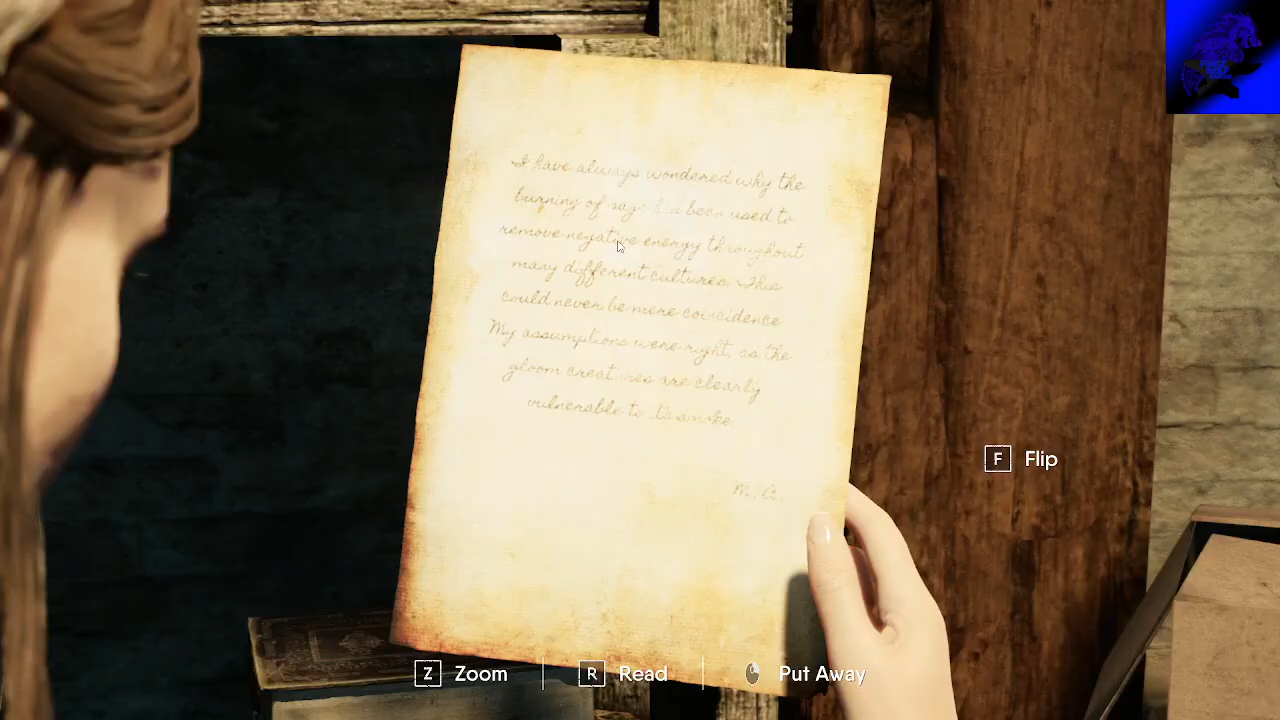 I have always wondered why the
burning of sage has been used to
remove negative energy throughout
many different cultures. This
could never be mere coincidence
My assumptions were right, as the
gloom creatures are clearly
vulnerable to its smoke.
M. C.
F Flip
Z Zoom
R Read
Put Away